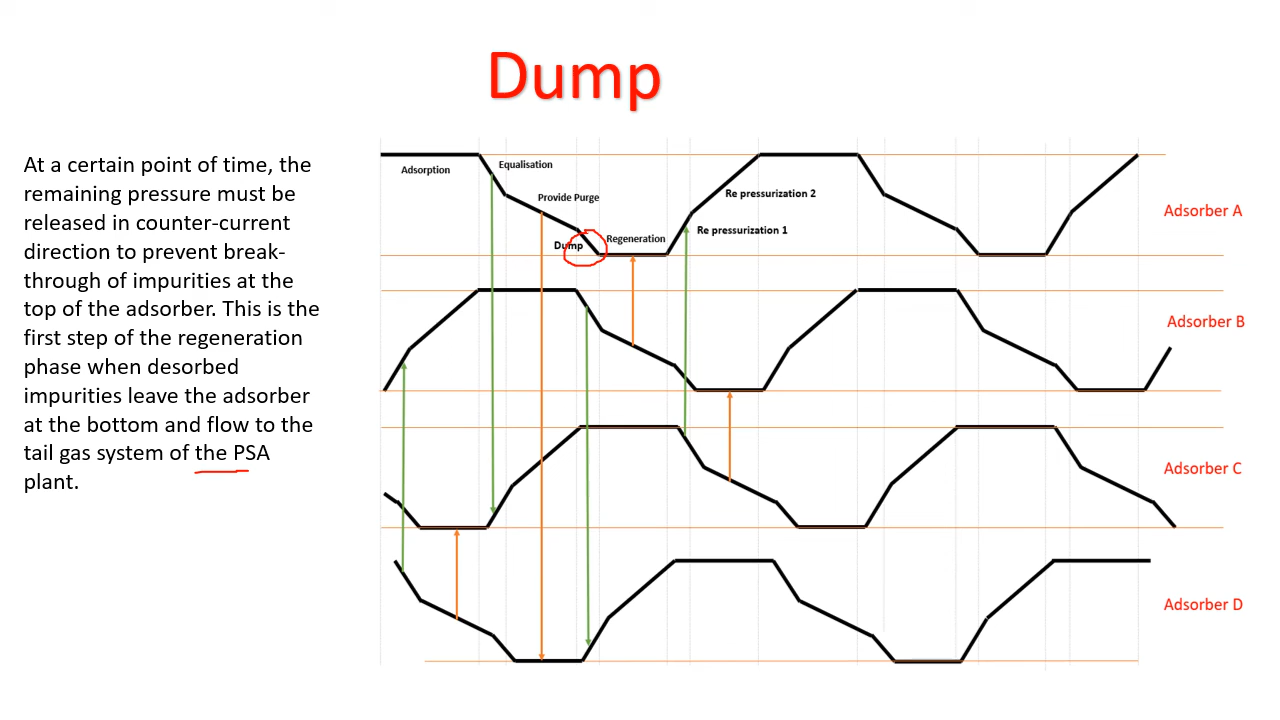 Dump
At a certain point of time, the
remaining pressure must be
released in counter-current
direction to prevent break-
through of impurities at the
top of the adsorber. This is the
first step of the regeneration
phase when desorbed
impurities leave the adsorber
at the bottom and flow to the
tail gas system of the PSA
plant.
Adsorption
Equalisation
Provide Purge
Dump
Regeneration
Re pressurization 2
Re pressurization 1
Adsorber A
Adsorber B
Adsorber C
Adsorber D